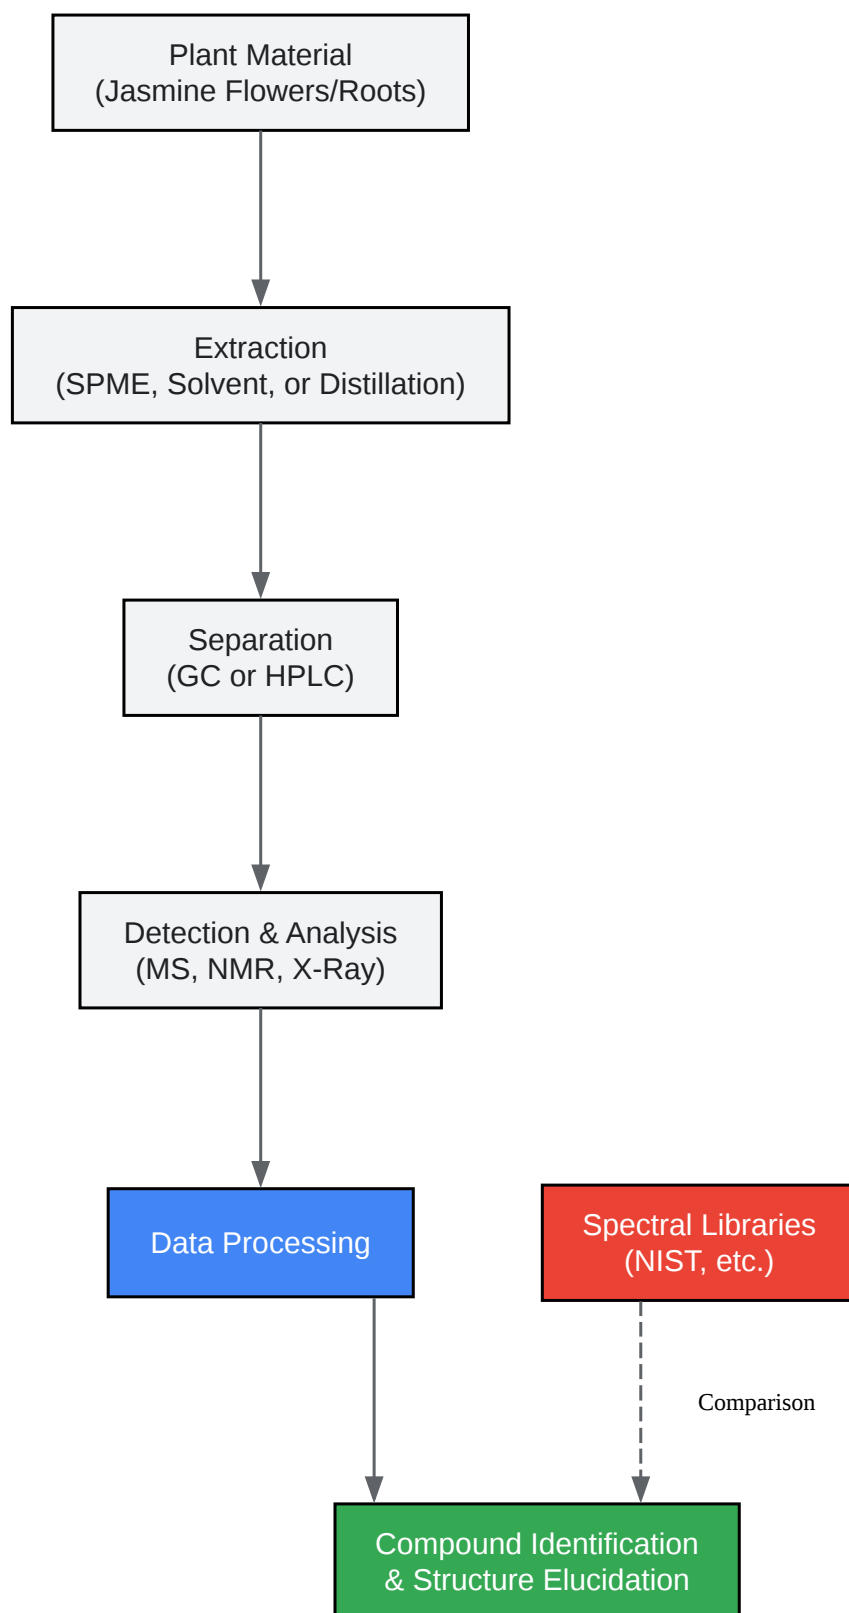 Plant Material
(Jasmine Flowers/Roots)
Extraction
(SPME, Solvent, or Distillation)
Separation
(GC or HPLC)
Detection & Analysis
(MS, NMR, X-Ray)
Data Processing
Spectral Libraries
(NIST, etc.)
Comparison
Compound Identification
& Structure Elucidation